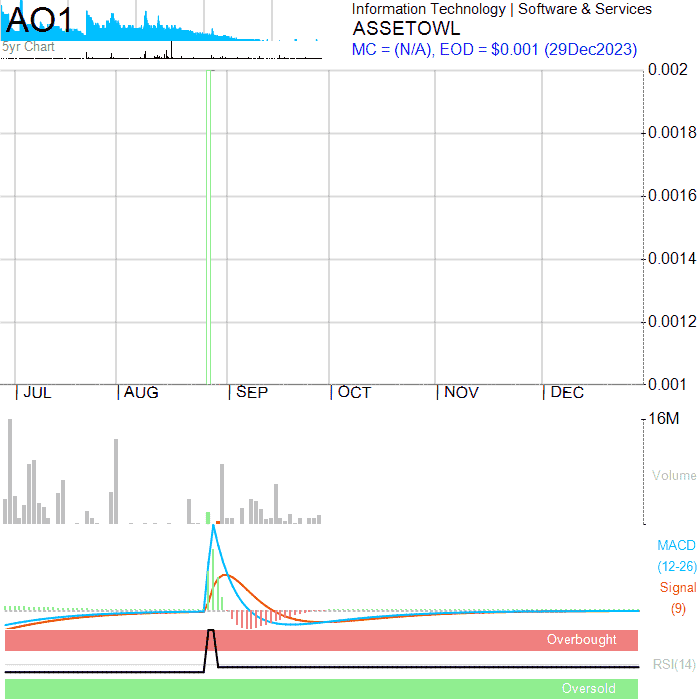 AO1
5yr Chart
Information Technology | Software & Services
ASSETOWL
MC = (N/A), EOD = $0.001 (29Dec2023)
0.002
0.0018
0.0016
0.0014
0.0012
0.001
JUL AUG SEP OCT NOV DEC
16M
Volume
MACD
(12-26)
Signal
(9)
Overbought
RSI(14)
Oversold